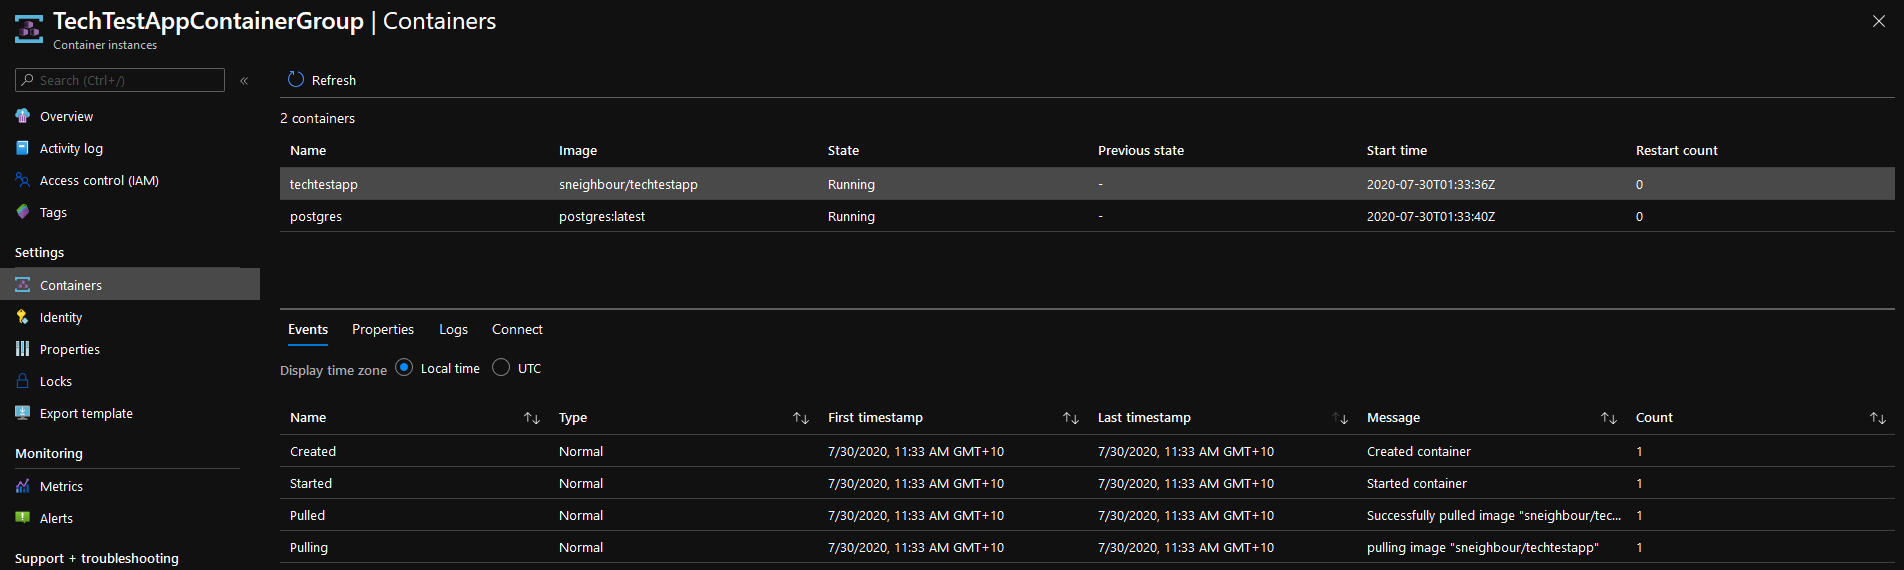 TechTestAppContainerGroup | Containers
Container instances
Search (Ctrl+/)
«
Overview
Activity log
Access control (IAM)
Tags
Settings
Containers
Identity
Properties
Locks
Export template
Monitoring
Metrics
Alerts
Support + troubleshooting
Refresh
2 containers
Name Image State Previous state Start time Restart count
techtestapp sneighbour/techtestapp Running - 2020-07-30T01:33:36Z 0
postgres postgres:latest Running - 2020-07-30T01:33:40Z 0
Events Properties Logs Connect
Display time zone Local time UTC
Name Type First timestamp Last timestamp Message Count
Created Normal 7/30/2020, 11:33 AM GMT+10 7/30/2020, 11:33 AM GMT+10 Created container 1
Started Normal 7/30/2020, 11:33 AM GMT+10 7/30/2020, 11:33 AM GMT+10 Started container 1
Pulled Normal 7/30/2020, 11:33 AM GMT+10 7/30/2020, 11:33 AM GMT+10 Successfully pulled image "sneighbour/tec... 1
Pulling Normal 7/30/2020, 11:33 AM GMT+10 7/30/2020, 11:33 AM GMT+10 pulling image "sneighbour/techtestapp" 1